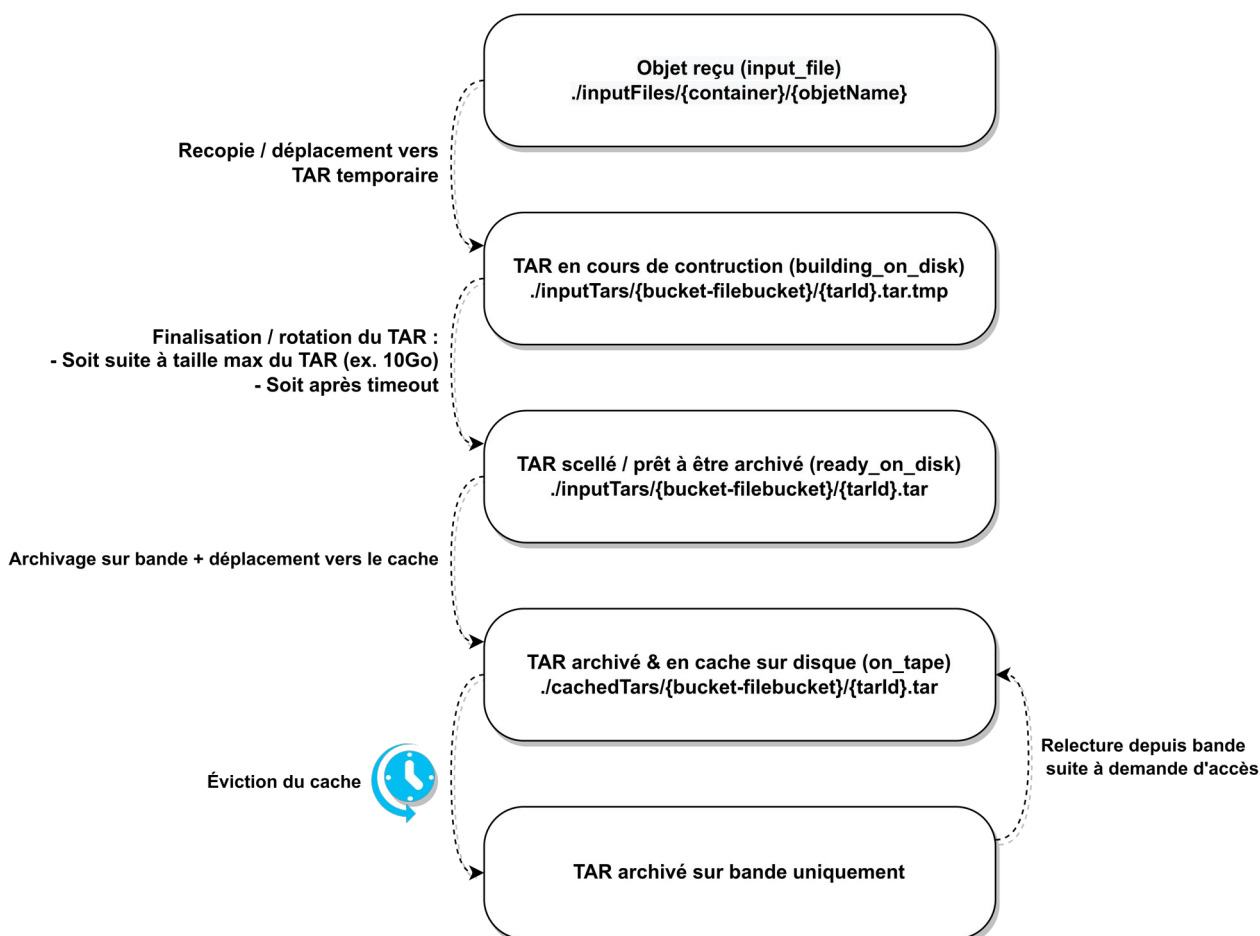 Objet reçu (input_file)
./inputFiles/{container}/{objetName}
Recopie / déplacement vers
TAR temporaire
TAR en cours de contruction (building_on_disk)
./inputTars/{bucket-filebucket}/{tarId}.tar.tmp
Finalisation / rotation du TAR :
- Soit suite à taille max du TAR (ex. 10Go)
- Soit après timeout
TAR scellé / prêt à être archivé (ready_on_disk)
./inputTars/{bucket-filebucket}/{tarId}.tar
Archivage sur bande + déplacement vers le cache
TAR archivé & en cache sur disque (on_tape)
./cachedTars/{bucket-filebucket}/{tarId}.tar
Relecture depuis bande
suite à demande d'accès
Éviction du cache
TAR archivé sur bande uniquement